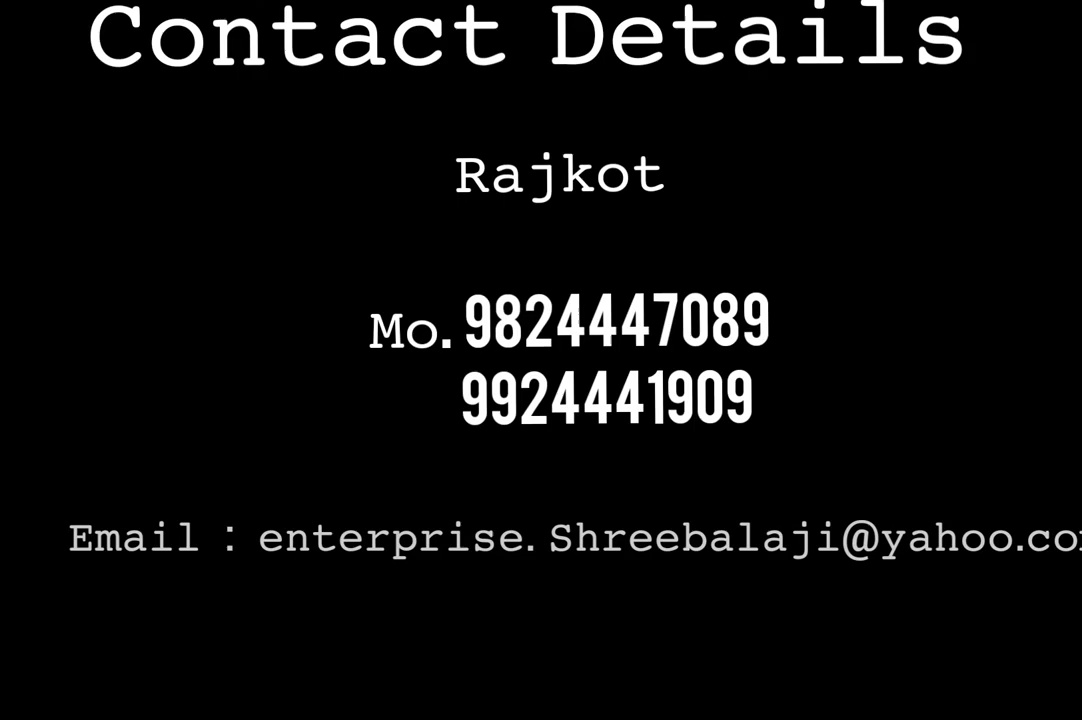 Contact Details
Rajkot
Mo. 9824447089
9924441909
Email : enterprise.Shreebalaji@yahoo.co